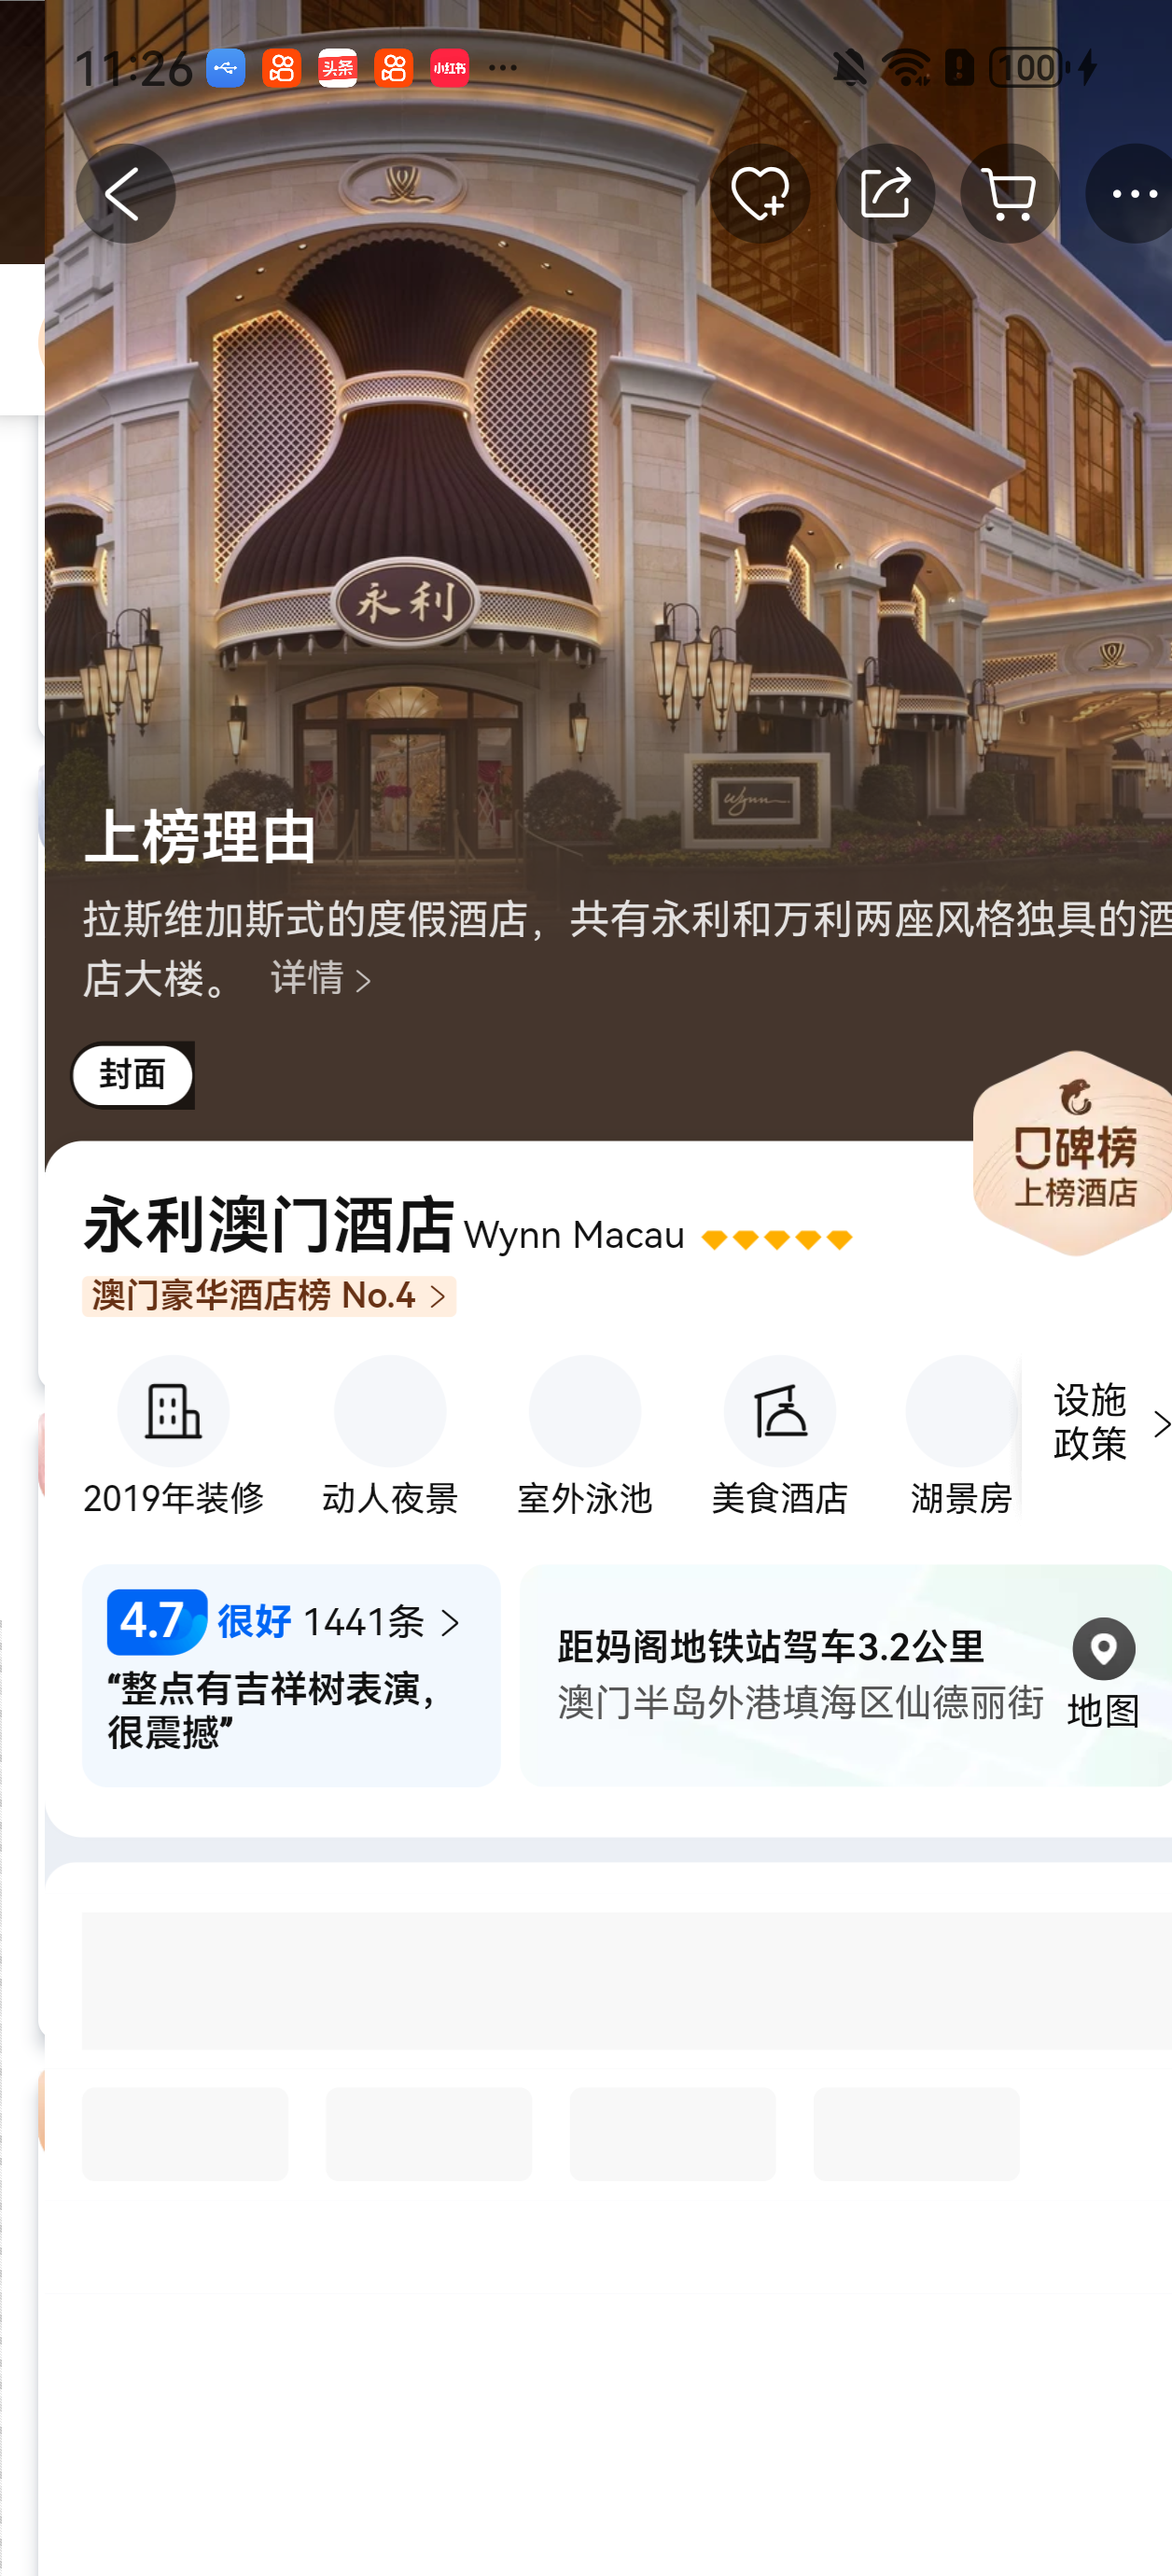 11:26
头条
小红书
100
永利
Wynn
上榜理由
拉斯维加斯式的度假酒店，共有永利和万利两座风格独具的酒
店大楼。 详情
封面
口碑榜
上榜酒店
永利澳门酒店 Wynn Macau
澳门豪华酒店榜 No.4
2019年装修
动人夜景
室外泳池
美食酒店
湖景房
设施
政策
4.7 很好 1441条
“整点有吉祥树表演，
很震撼”
距妈阁地铁站驾车3.2公里
澳门半岛外港填海区仙德丽街
地图